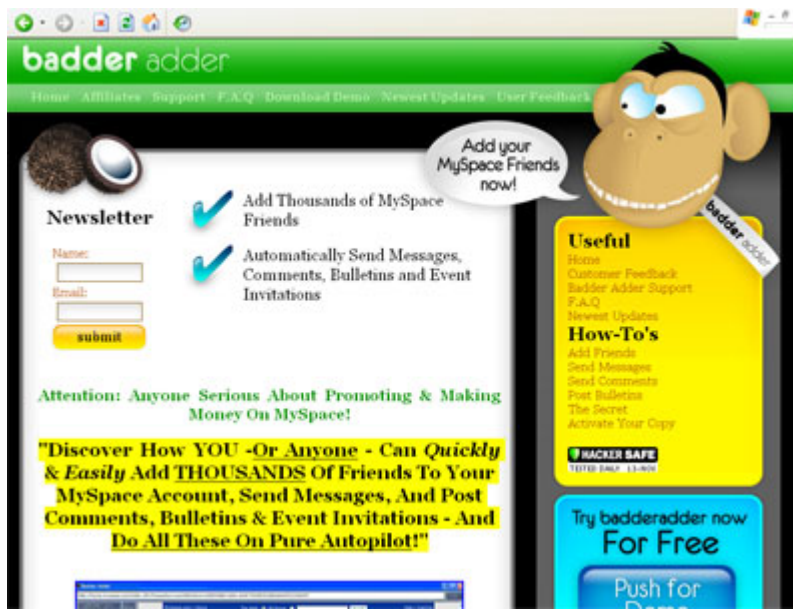 badder adder
Home Affiliates Support F.A.Q Download Demo Newest Updates User Feedback
Add your
MySpace Friends
now!
Newsletter
Name:
Email:
submit
Add Thousands of MySpace
Friends
Automatically Send Messages,
Comments, Bulletins and Event
Invitations
badder adder
Useful
Home
Customer Feedback
Badder Adder Support
F.A.Q
Newest Updates
How-To's
Add Friends
Send Messages
Send Comments
Post Bulletins
The Secret
Activate Your Copy
HACKER SAFE
TESTED DAILY 13-NOV
Attention: Anyone Serious About Promoting & Making
Money On MySpace!
"Discover How YOU -Or Anyone - Can Quickly
& Easily Add THOUSANDS Of Friends To Your
MySpace Account, Send Messages, And Post
Comments, Bulletins & Event Invitations - And
Do All These On Pure Autopilot!"
Try badderadder now
For Free
Push for
Demo